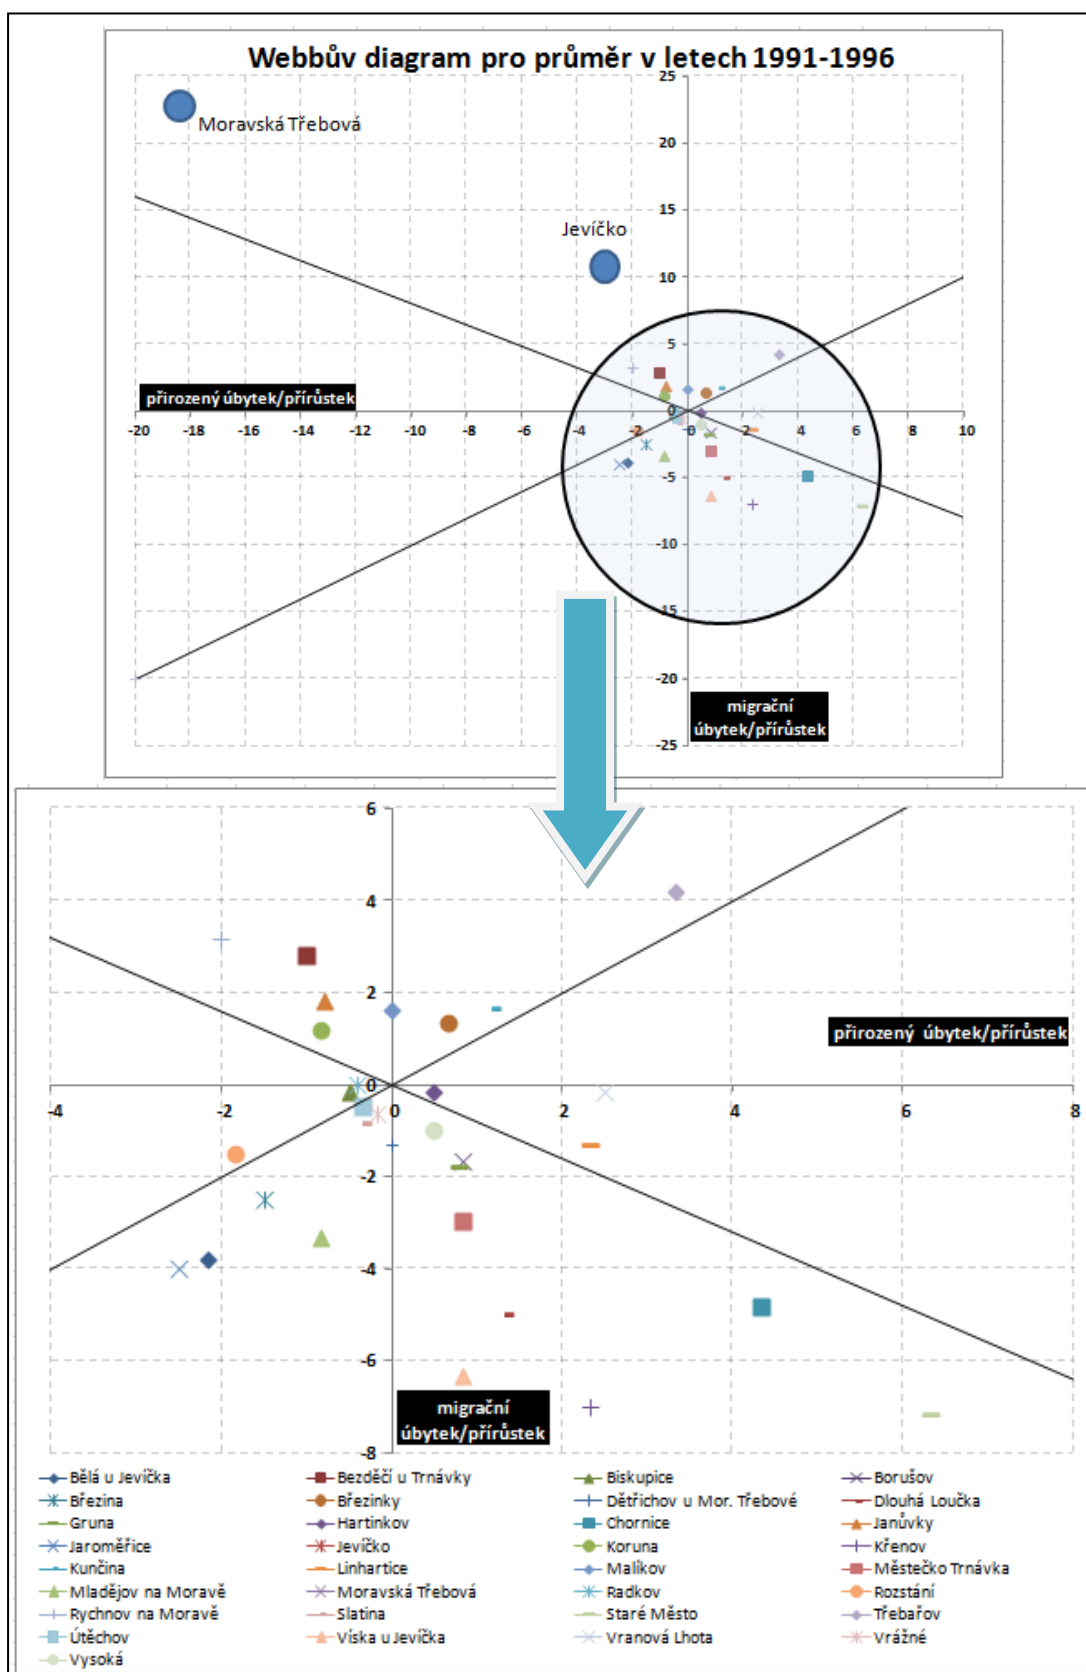 Webbův diagram pro průměr v letech 1991-1996
25
Moravská Třebová
20
15
Jevíčko
10
5
přirozený úbytek/přírůstek
0
-20 -18 -16 -14 -12 -10 -8 -6 -4 -2 0 2 4 6 8 10
-5
-10
-15
-20
migrační
úbytek/přírůstek
-25
6
4
2
přirozený úbytek/přírůstek
0
-4 -2 0 2 4 6 8
-2
-4
-6
migrační
úbytek/přírůstek
-8
Bělá u Jevíčka Bezděčí u Trnávky Biskupice Borušov
Březina Březinky Dětřichov u Mor. Třebové Dlouhá Loučka
Gruna Hartinkov Chornice Janůvky
Jaroměřice Jevíčko Koruna Křenov
Kunčina Linhartice Malíkov Městečko Trnávka
Mladějov na Moravě Moravská Třebová Radkov Rozstání
Rychnov na Moravě Slatina Staré Město Třebařov
Útěchov Víska u Jevíčka Vranová Lhota Vrážné
Vysoká